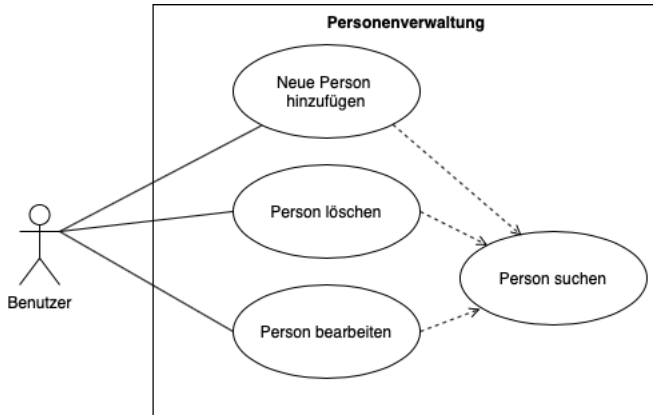 Personenverwaltung
Neue Person
hinzufügen
Person löschen
Person suchen
Benutzer
Person bearbeiten